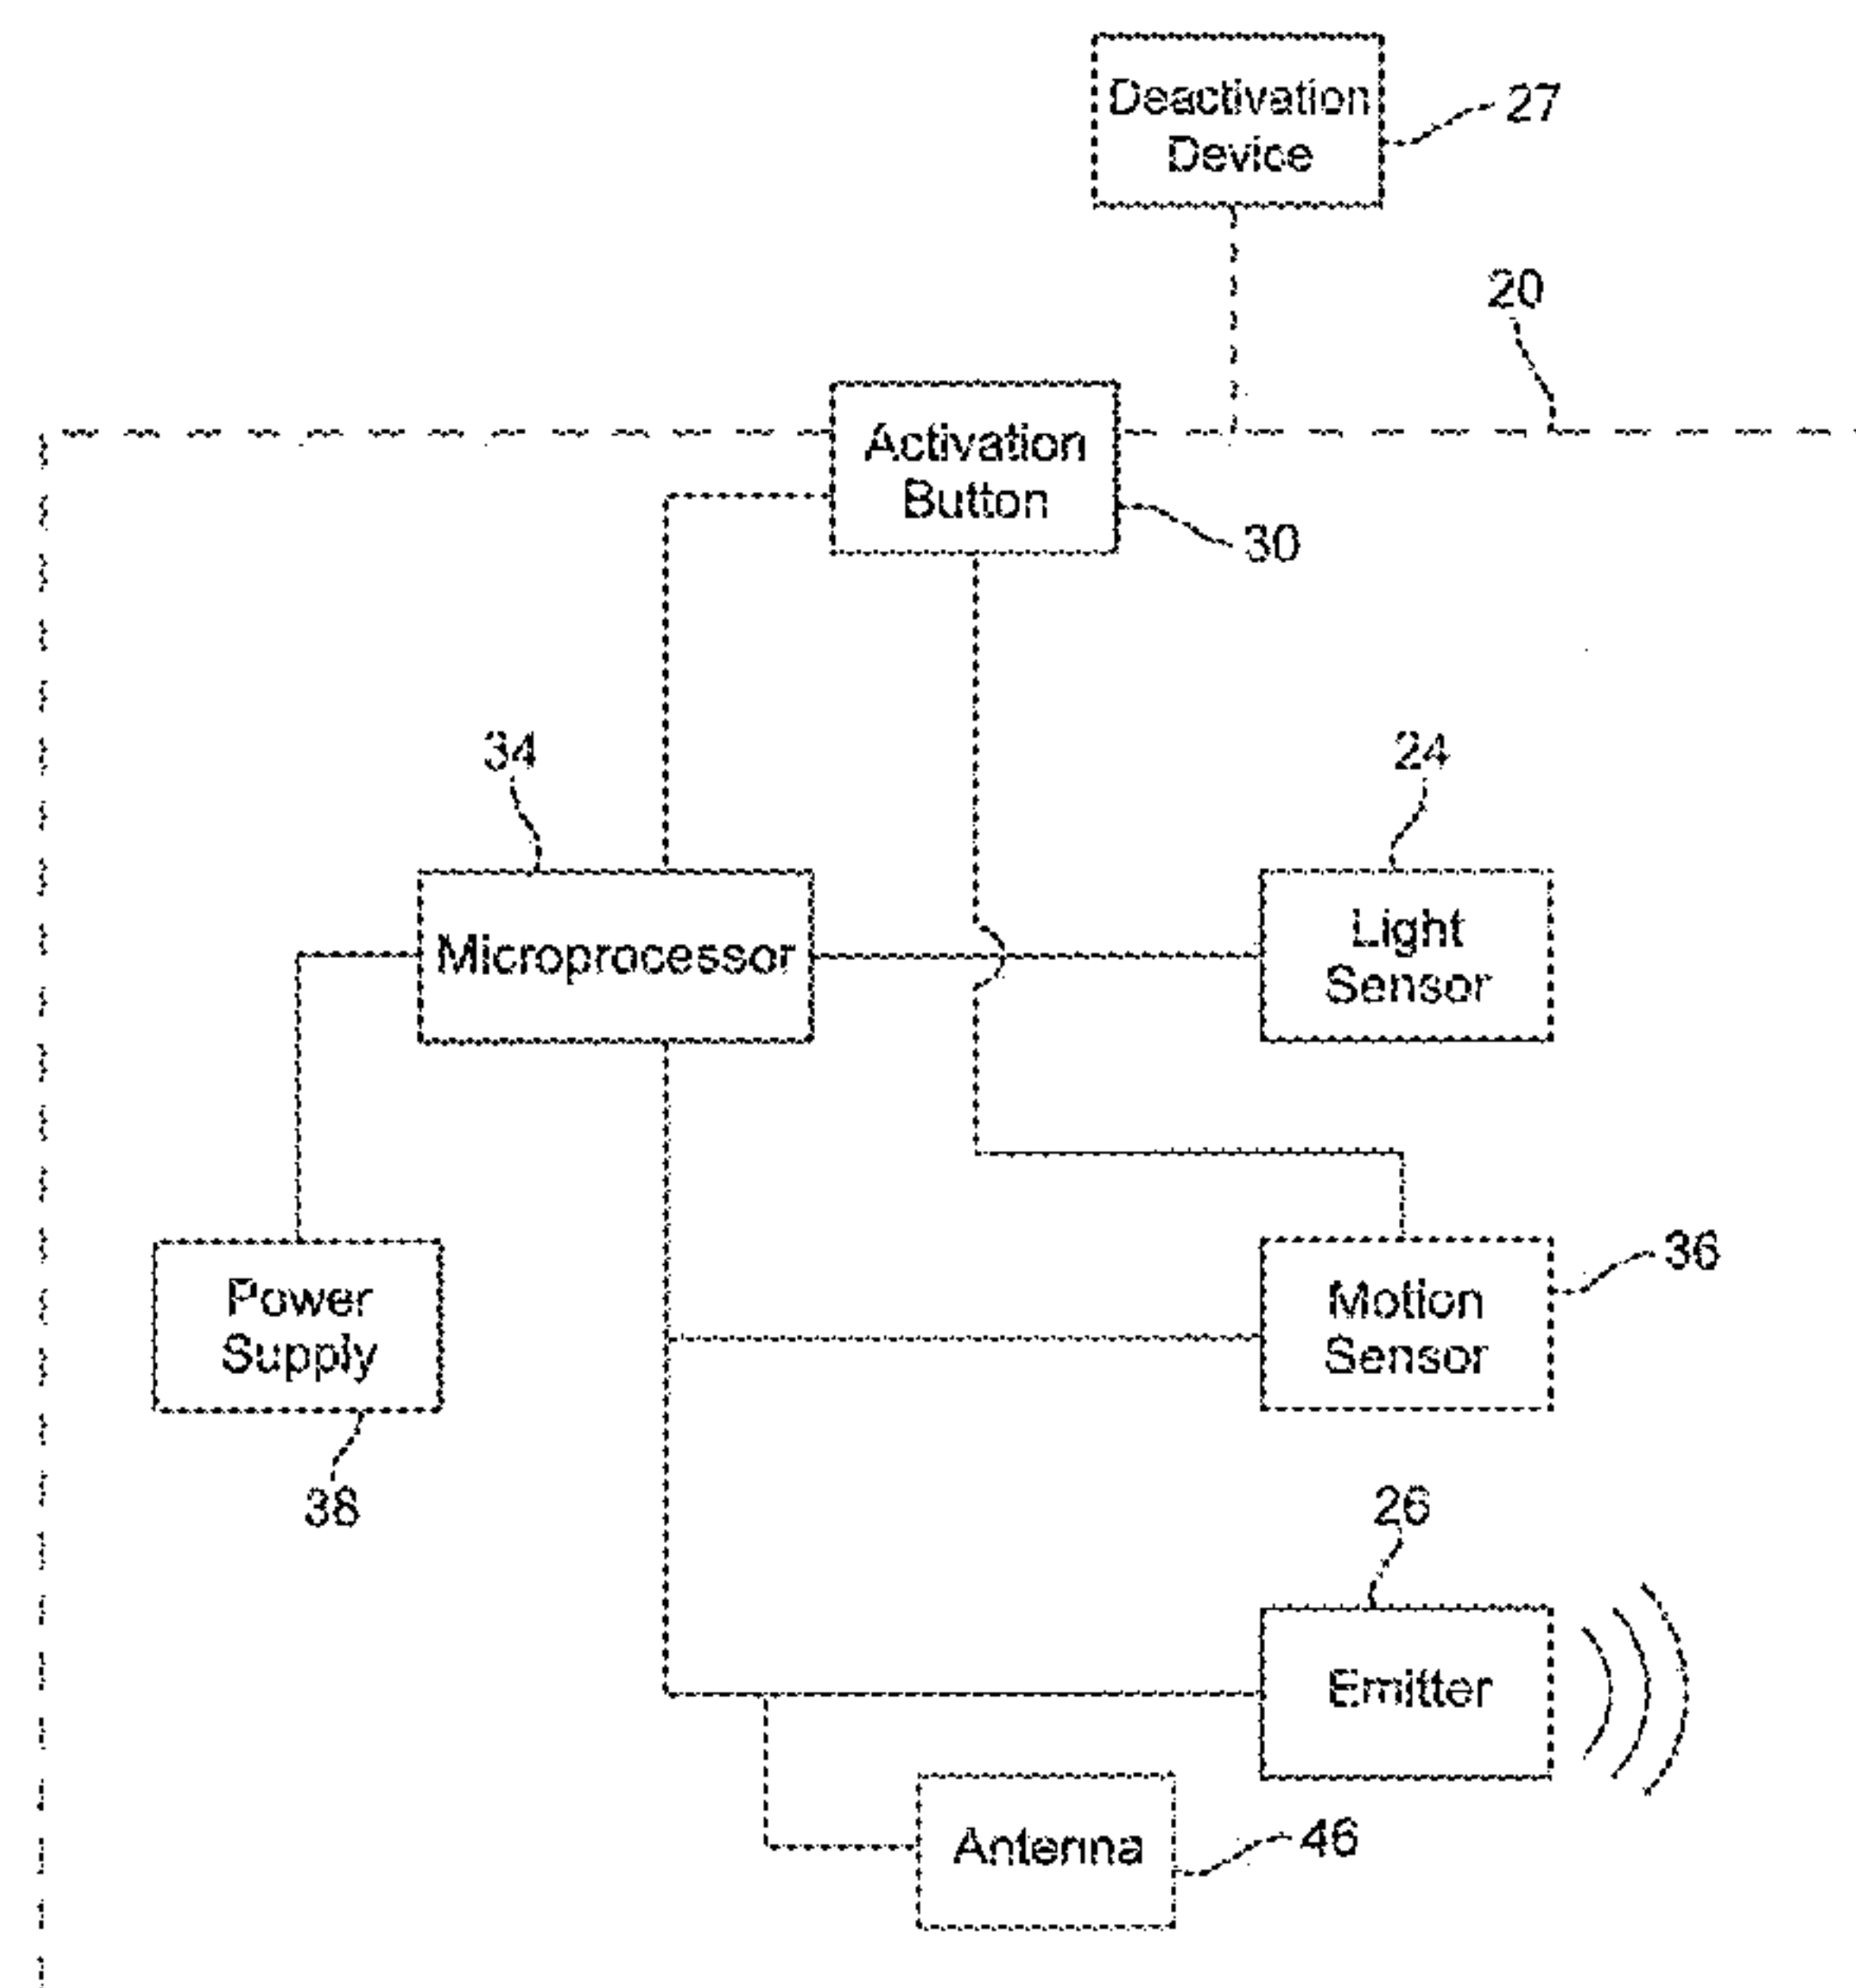 Deactivation
Device
27
20
Activation
Button
30
34
24
Microprocessor
Light
Sensor
36
Power
Supply
Motion
Sensor
38
26
Emitter
Antenna
46